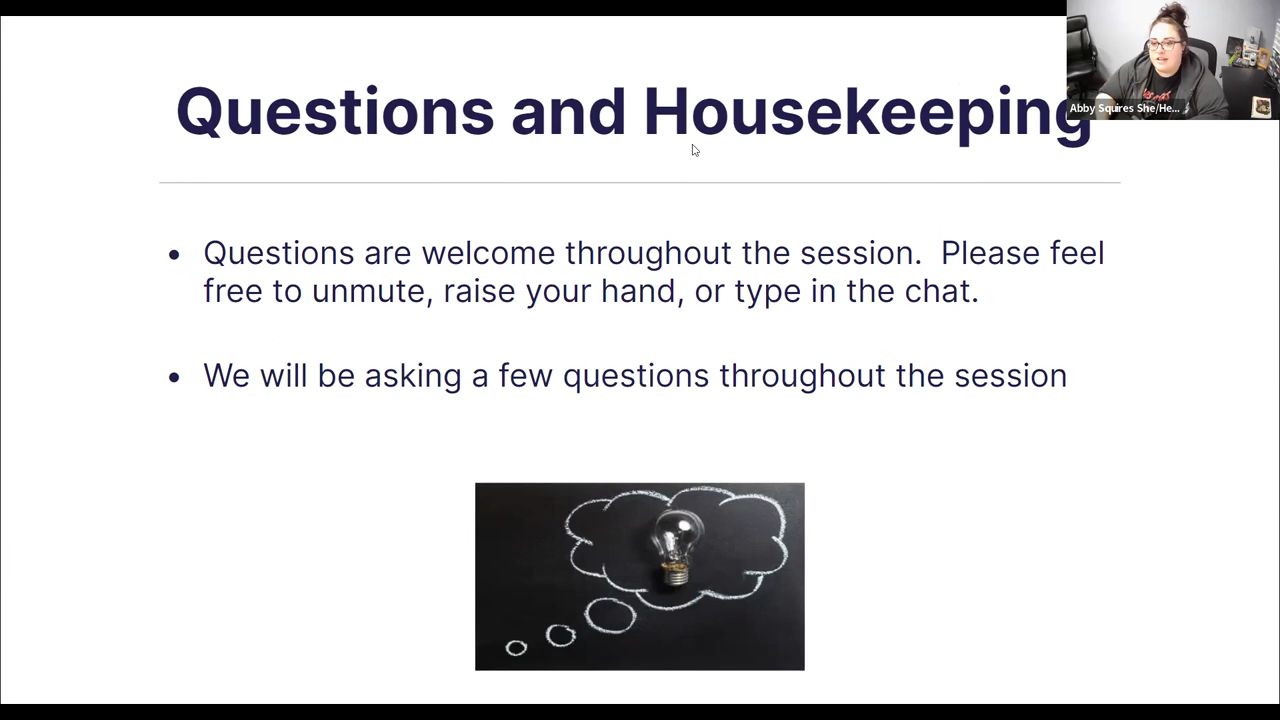 Questions and Housekeeping
Abby Squires She/He...
• Questions are welcome throughout the session.  Please feel
free to unmute, raise your hand, or type in the chat.
• We will be asking a few questions throughout the session